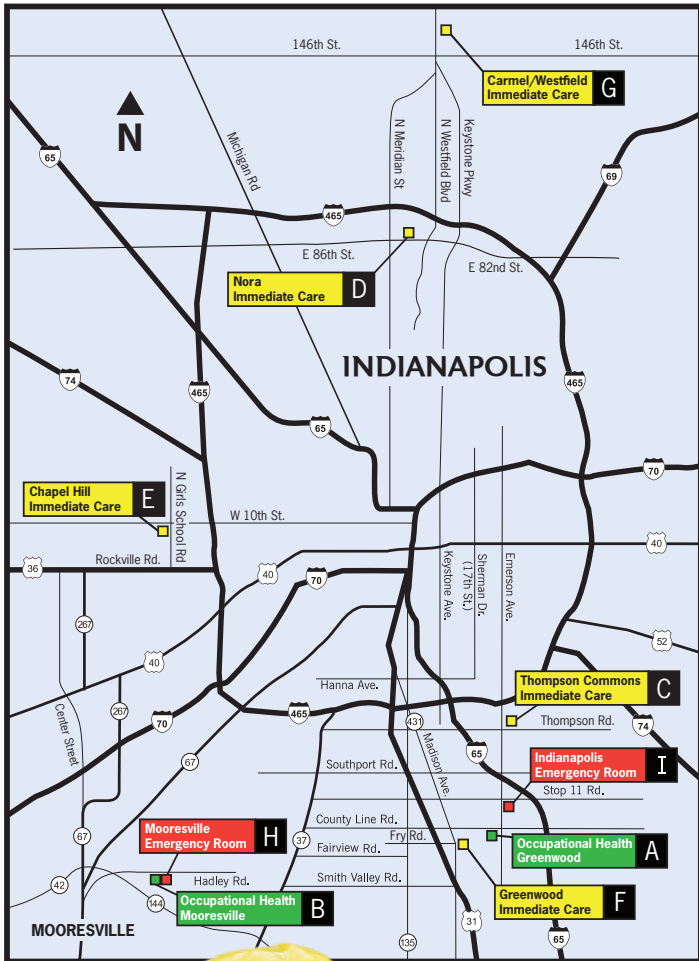 146th St.
146th St.
Carmel/Westfield
Immediate Care
G
N
65
Michigan Rd
N Meridian St
N Westfield Blvd
Keystone Pkwy
69
465
E 86th St.
E 82nd St.
Nora
Immediate Care
D
INDIANAPOLIS
74
465
465
65
70
Chapel Hill
Immediate Care
E
N Girls School Rd
W 10th St.
Rockville Rd.
36
40
70
40
Keystone Ave.
Sherman Dr.
(17th St.)
Emerson Ave.
267
52
40
Hanna Ave.
Thompson Commons
Immediate Care
C
Center Street
267
70
465
431
Thompson Rd.
74
67
Madison Ave.
65
Southport Rd.
Indianapolis
Emergency Room
I
Stop 11 Rd.
67
Mooresville
Emergency Room
H
37
County Line Rd.
Fry Rd.
Fairview Rd.
Occupational Health
Greenwood
A
42
Hadley Rd.
Smith Valley Rd.
144
Occupational Health
Mooresville
B
Greenwood
Immediate Care
F
MOORESVILLE
135
31
65